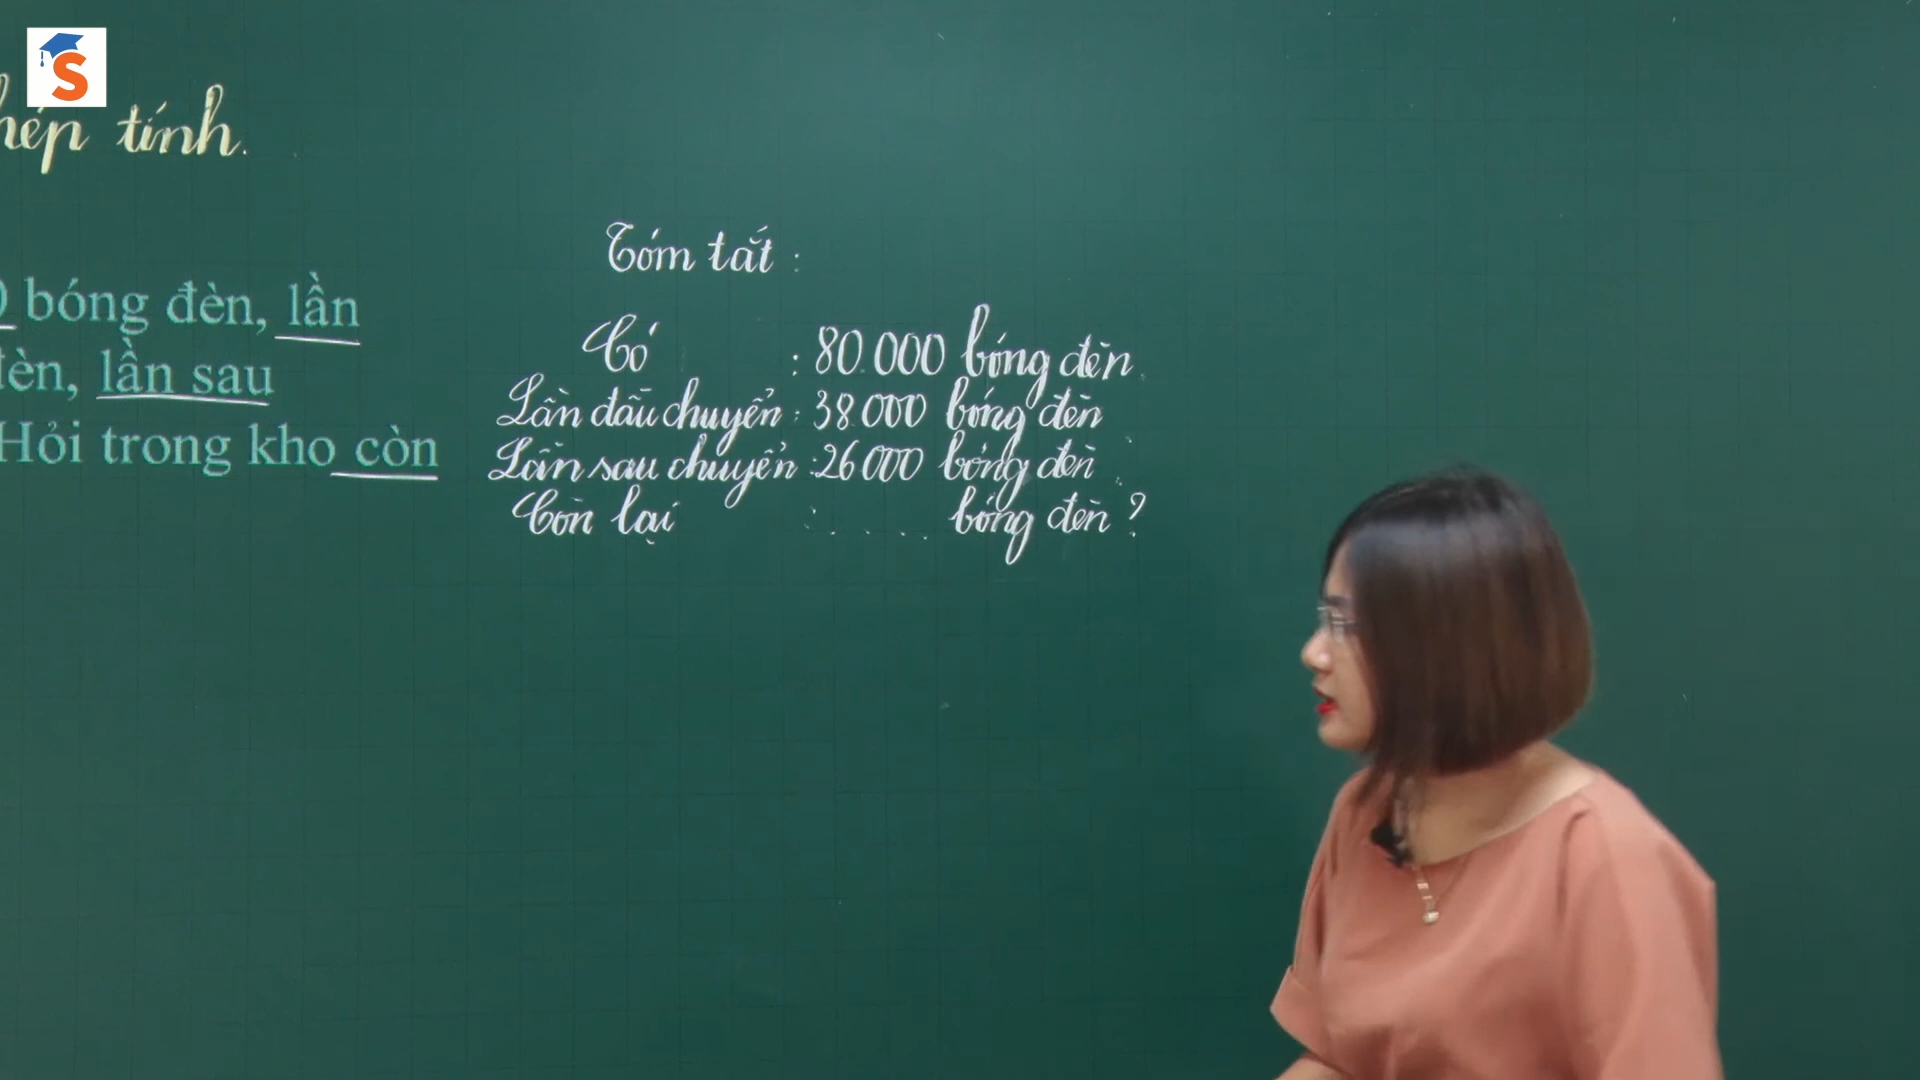 S
hép tính.
bóng đèn, lần
đèn, lần sau
Hỏi trong kho còn
Tóm tắt :
Có : 80 000 bóng đèn
Lần đầu chuyển : 38 000 bóng đèn
Lần sau chuyển : 26 000 bóng đèn
Còn lại : . . . . bóng đèn ?